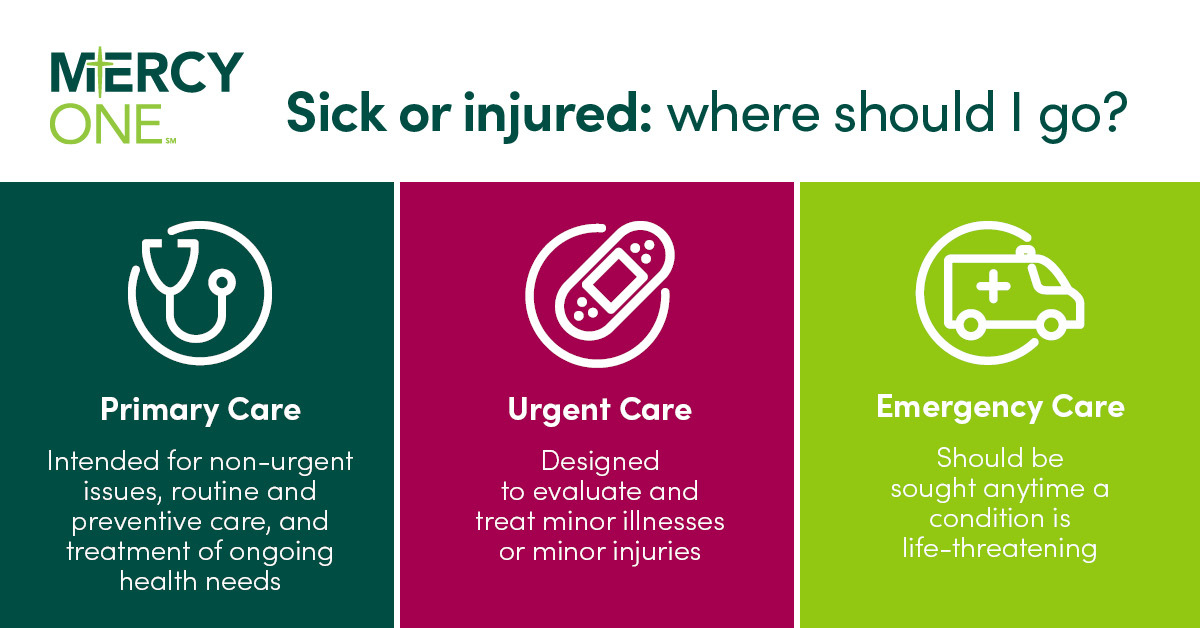 MERCY
ONE SM
Sick or injured: where should I go?
Primary Care
Intended for non-urgent
issues, routine and
preventive care, and
treatment of ongoing
health needs
Urgent Care
Designed
to evaluate and
treat minor illnesses
or minor injuries
Emergency Care
Should be
sought anytime a
condition is
life-threatening